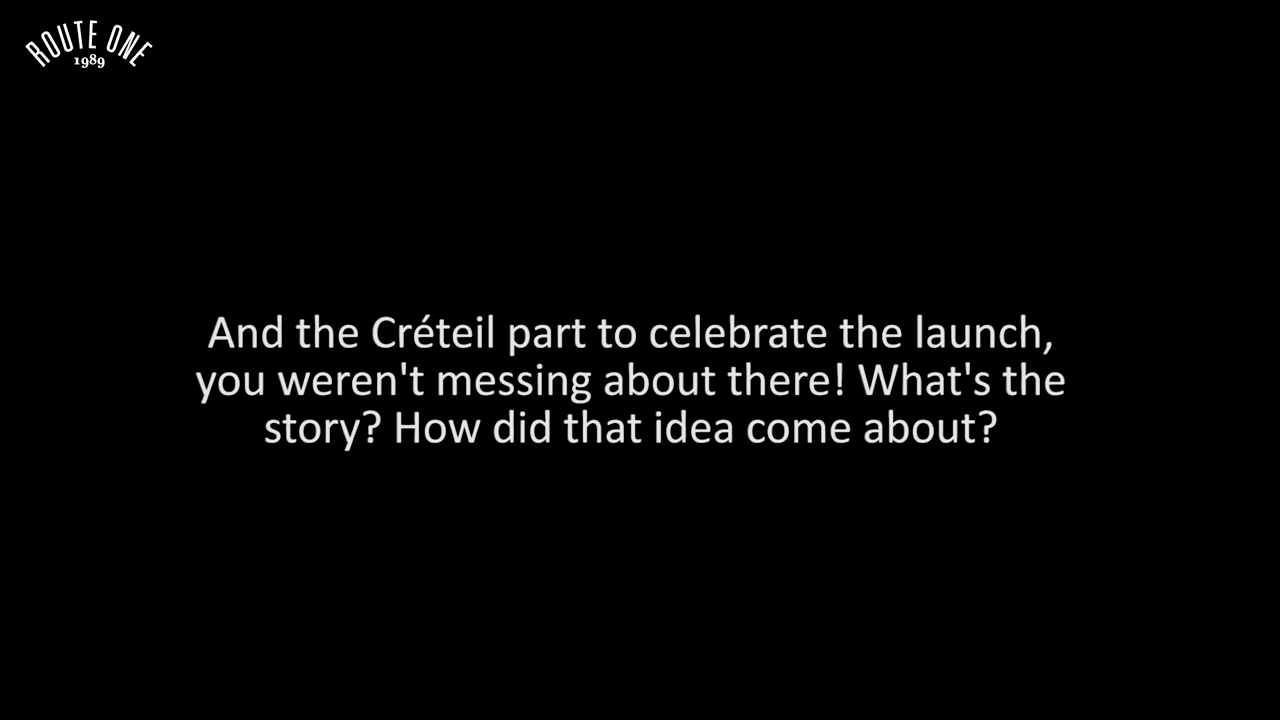 ROUTE ONE
1989
And the Créteil part to celebrate the launch,
you weren't messing about there! What's the
story? How did that idea come about?